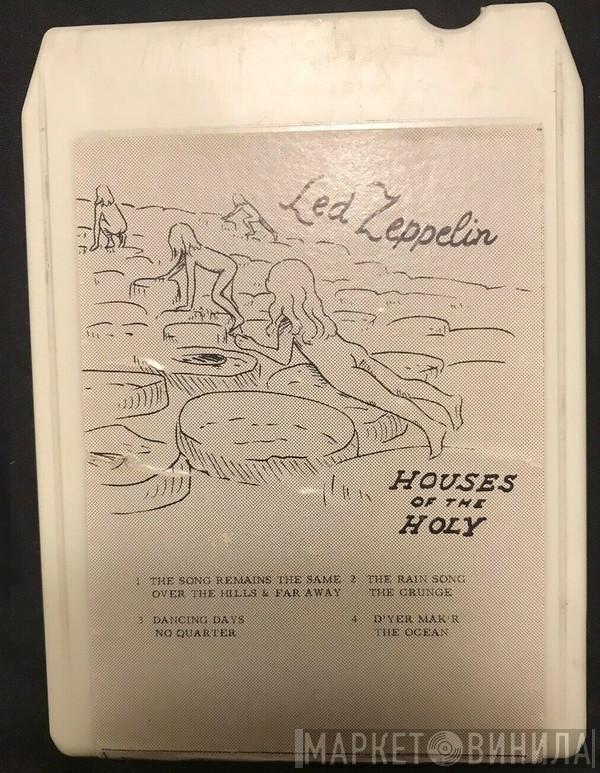 Led Zeppelin
HOUSES
OF THE
HOLY
1 THE SONG REMAINS THE SAME
OVER THE HILLS & FAR AWAY
2 THE RAIN SONG
THE CRUNGE
3 DANCING DAYS
NO QUARTER
4 D'YER MAK'R
THE OCEAN
МАРКЕТ ВИНИЛА